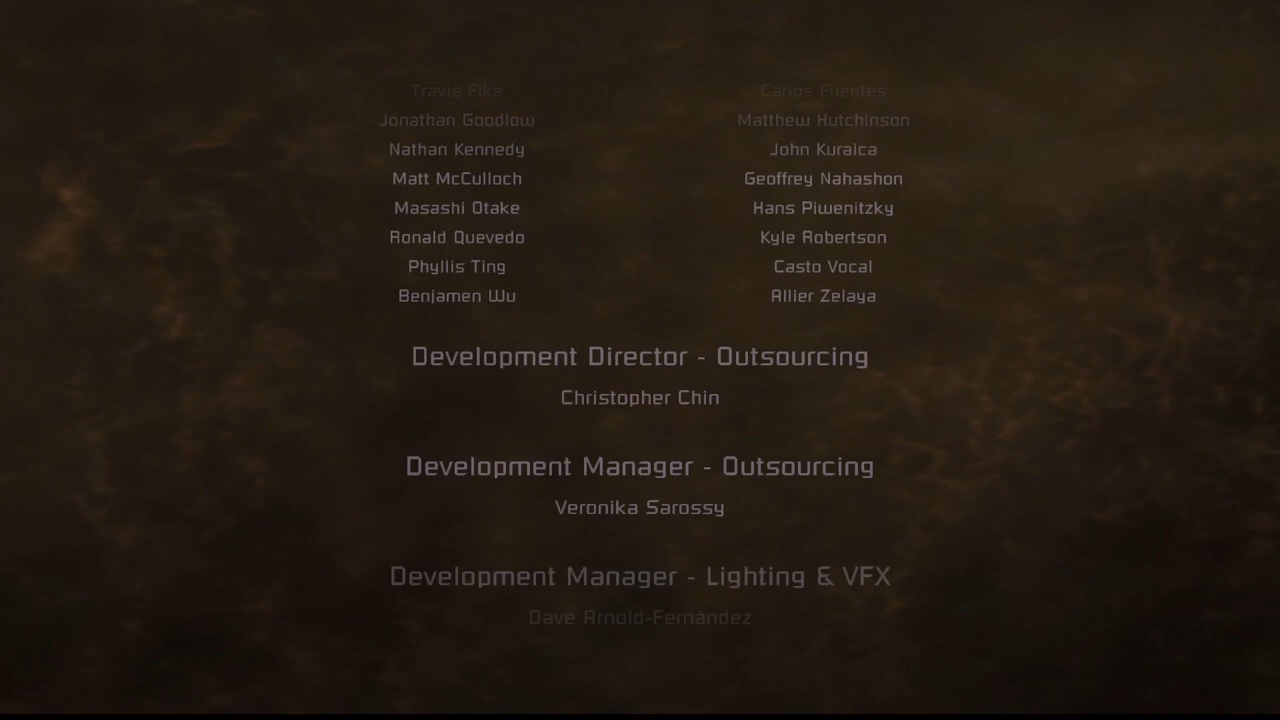 Travis Fike Carlos Fuentes
Jonathan Goodlow Matthew Hutchinson
Nathan Kennedy John Kuraica
Matt McCulloch Geoffrey Nahashon
Masashi Otake Hans Piwenitzky
Ronald Quevedo Kyle Robertson
Phyllis Ting Casto Vocal
Benjamen Wu Allier Zelaya
Development Director - Outsourcing
Christopher Chin
Development Manager - Outsourcing
Veronika Sarossy
Development Manager - Lighting & VFX
Dave Arnold-Fernández